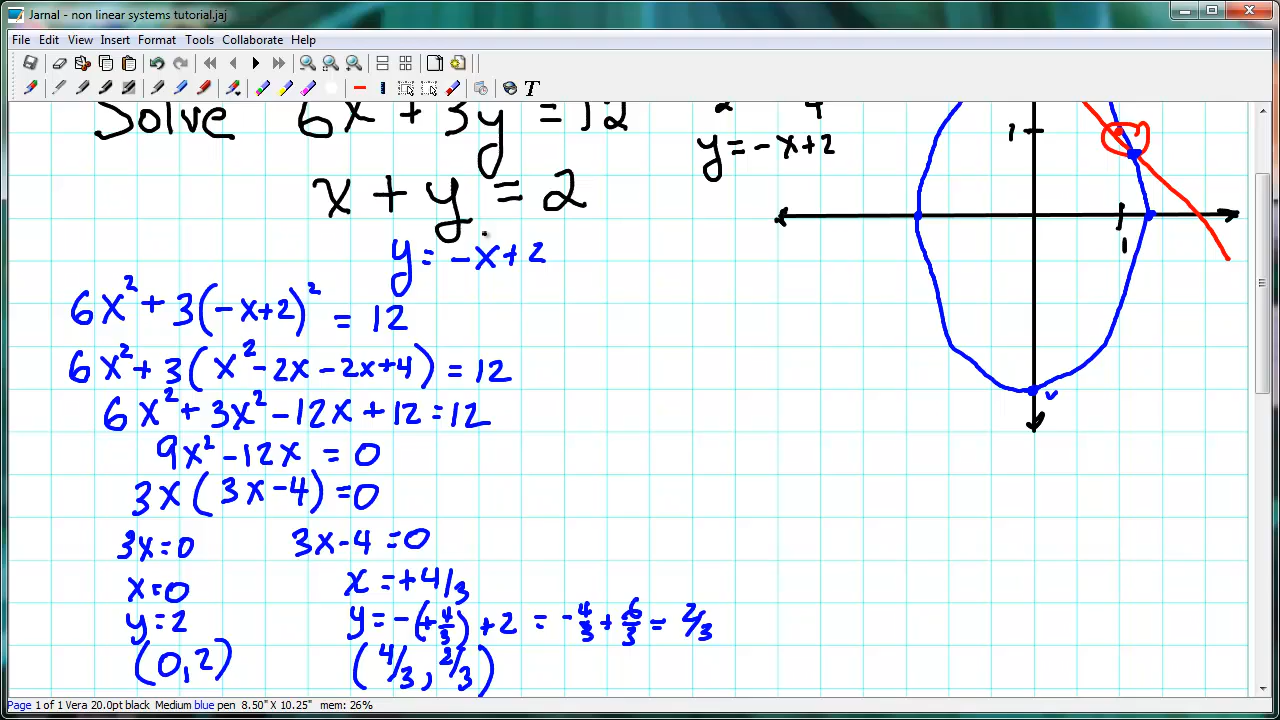 Jarnal - non linear systems tutorial.jaj
File Edit View Insert Format Tools Collaborate Help
T
Solve 6x + 3y = 12
x + y = 2
y = -x+2
6x² + 3(-x+2)² = 12
6x² + 3(x² - 2x - 2x + 4) = 12
6x² + 3x² - 12x + 12 = 12
9x² - 12x = 0
3x(3x - 4) = 0
3x = 0 3x - 4 = 0
x = 0 x = +4/3
y = 2 y = -(+4/3) + 2 = -4/3 + 6/3 = 2/3
(0,2) (4/3, 2/3)
y = -x+2
1
1
Page 1 of 1 Vera 20.0pt black Medium blue pen 8.50" X 10.25" mem: 26%